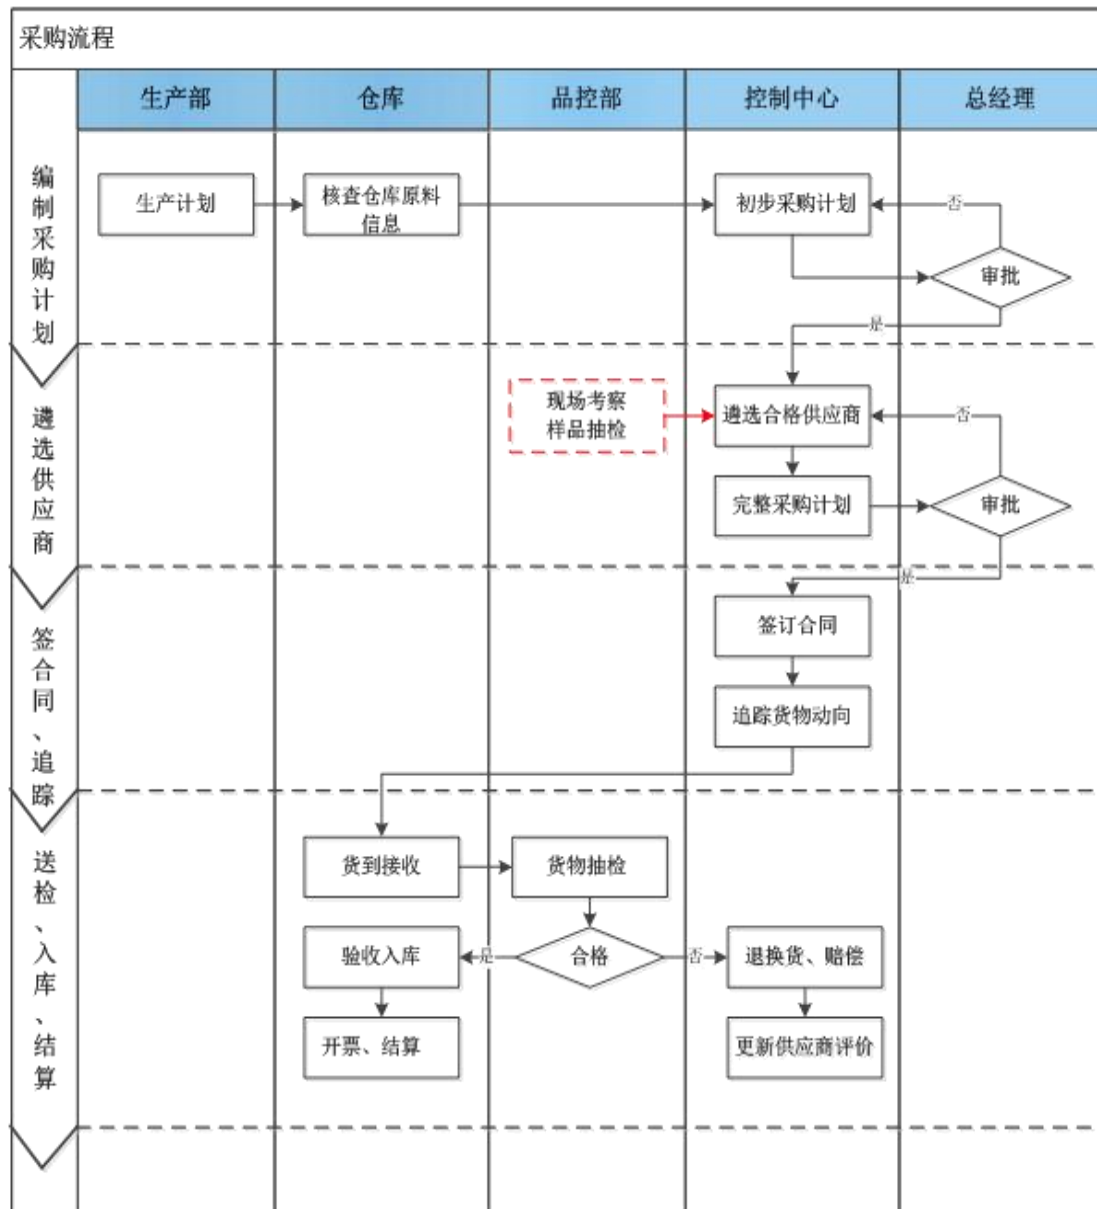 采购流程
生产部
仓库
品控部
控制中心
总经理
编制采购计划
生产计划
核查仓库原料
信息
初步采购计划
否
审批
是
遴选供应商
现场考察
样品抽检
遴选合格供应商
否
完整采购计划
审批
是
签合同、追踪
签订合同
追踪货物动向
送检、入库、结算
货到接收
货物抽检
验收入库
是
合格
否
退换货、赔偿
开票、结算
更新供应商评价